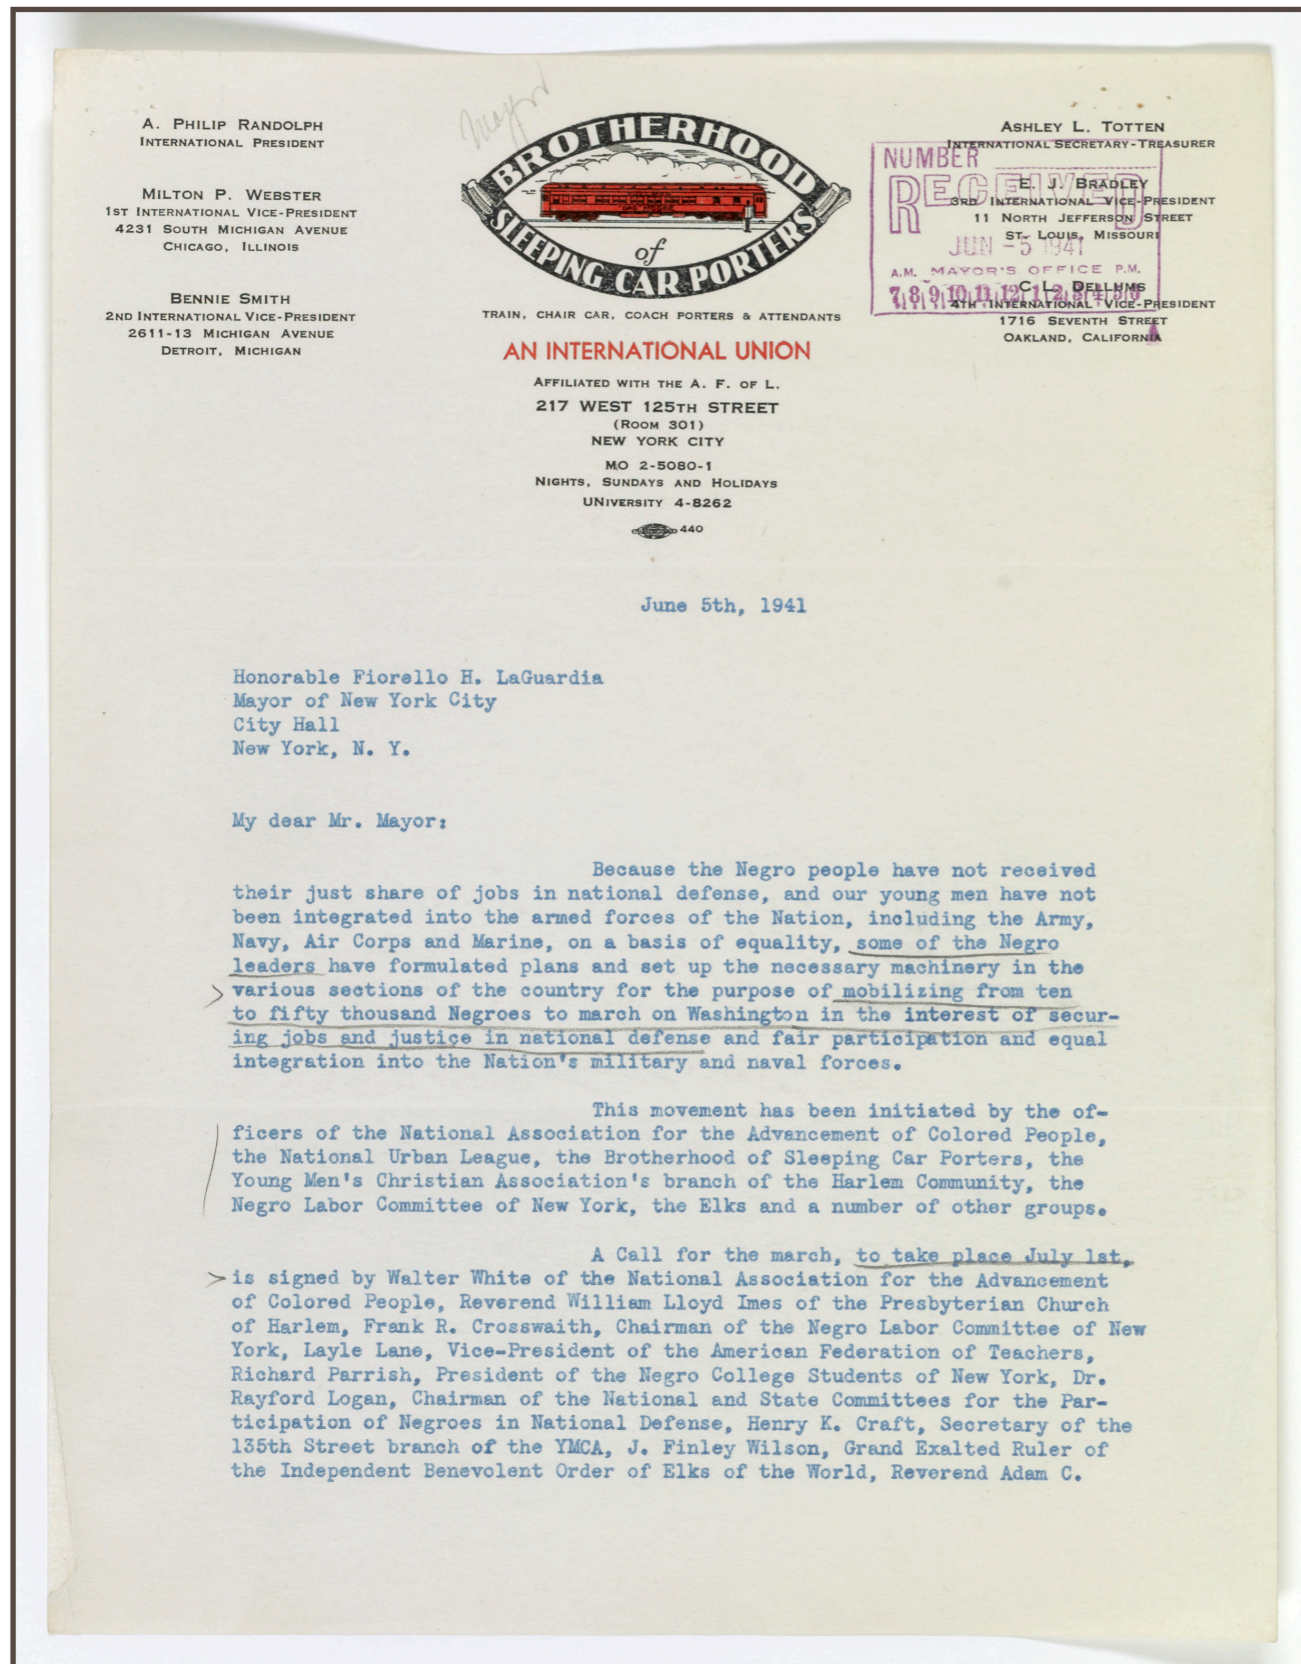 Mayor
A. PHILIP RANDOLPH
INTERNATIONAL PRESIDENT
MILTON P. WEBSTER
1ST INTERNATIONAL VICE-PRESIDENT
4231 SOUTH MICHIGAN AVENUE
CHICAGO, ILLINOIS
BENNIE SMITH
2ND INTERNATIONAL VICE-PRESIDENT
2611-13 MICHIGAN AVENUE
DETROIT, MICHIGAN
BROTHERHOOD
of
SLEEPING CAR PORTERS
TRAIN, CHAIR CAR, COACH PORTERS & ATTENDANTS
AN INTERNATIONAL UNION
AFFILIATED WITH THE A. F. OF L.
217 WEST 125TH STREET
(ROOM 301)
NEW YORK CITY
MO 2-5080-1
NIGHTS, SUNDAYS AND HOLIDAYS
UNIVERSITY 4-8262
440
ASHLEY L. TOTTEN
INTERNATIONAL SECRETARY-TREASURER
E. J. BRADLEY
3RD INTERNATIONAL VICE-PRESIDENT
11 NORTH JEFFERSON STREET
ST. LOUIS, MISSOURI
C. L. DELLUMS
4TH INTERNATIONAL VICE-PRESIDENT
1716 SEVENTH STREET
OAKLAND, CALIFORNIA
NUMBER
RECEIVED
JUN -5 1941
A.M. MAYOR'S OFFICE P.M.
7|8|9|10|11|12|1|2|3|4|5|6
June 5th, 1941
Honorable Fiorello H. LaGuardia
Mayor of New York City
City Hall
New York, N. Y.
My dear Mr. Mayor:
Because the Negro people have not received
their just share of jobs in national defense, and our young men have not
been integrated into the armed forces of the Nation, including the Army,
Navy, Air Corps and Marine, on a basis of equality, some of the Negro
leaders have formulated plans and set up the necessary machinery in the
various sections of the country for the purpose of mobilizing from ten
to fifty thousand Negroes to march on Washington in the interest of secur-
ing jobs and justice in national defense and fair participation and equal
integration into the Nation's military and naval forces.
This movement has been initiated by the of-
ficers of the National Association for the Advancement of Colored People,
the National Urban League, the Brotherhood of Sleeping Car Porters, the
Young Men's Christian Association's branch of the Harlem Community, the
Negro Labor Committee of New York, the Elks and a number of other groups.
A Call for the march, to take place July 1st,
is signed by Walter White of the National Association for the Advancement
of Colored People, Reverend William Lloyd Imes of the Presbyterian Church
of Harlem, Frank R. Crosswaith, Chairman of the Negro Labor Committee of New
York, Layle Lane, Vice-President of the American Federation of Teachers,
Richard Parrish, President of the Negro College Students of New York, Dr.
Rayford Logan, Chairman of the National and State Committees for the Par-
ticipation of Negroes in National Defense, Henry K. Craft, Secretary of the
135th Street branch of the YMCA, J. Finley Wilson, Grand Exalted Ruler of
the Independent Benevolent Order of Elks of the World, Reverend Adam C.